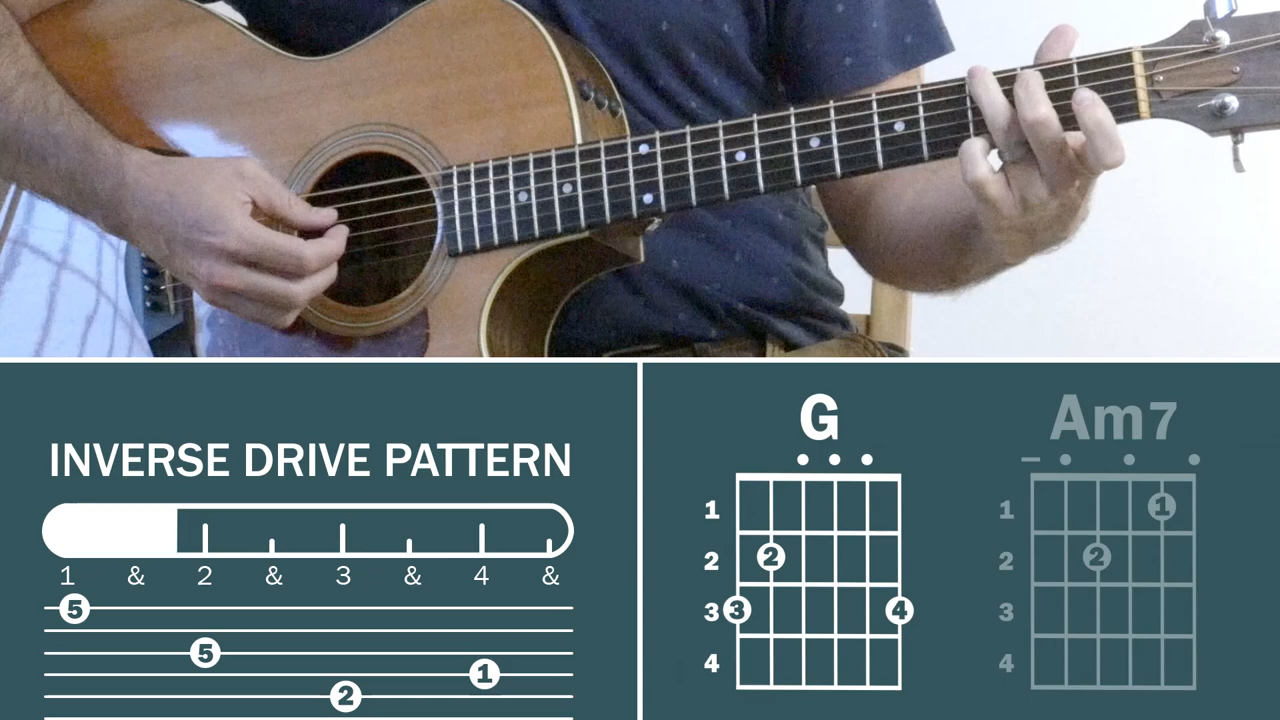 INVERSE DRIVE PATTERN
1 & 2 & 3 & 4 &
5
5
1
2
G
1
2 2
3 3 4
4
Am7
1 1
2 2
3
4